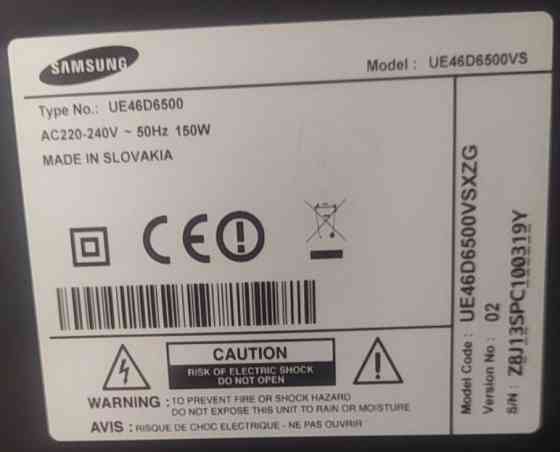 SAMSUNG
Model : UE46D6500VS
Type No.: UE46D6500
AC220-240V ~ 50Hz 150W
MADE IN SLOVAKIA
CE
CAUTION
RISK OF ELECTRIC SHOCK
DO NOT OPEN
WARNING : TO PREVENT FIRE OR SHOCK HAZARD
DO NOT EXPOSE THIS UNIT TO RAIN OR MOISTURE
AVIS : RISQUE DE CHOC ELECTRIQUE - NE PAS OUVRIR
Model Code : UE46D6500VSXZG
Version No : 02
S/N : Z8J13SPC100319Y